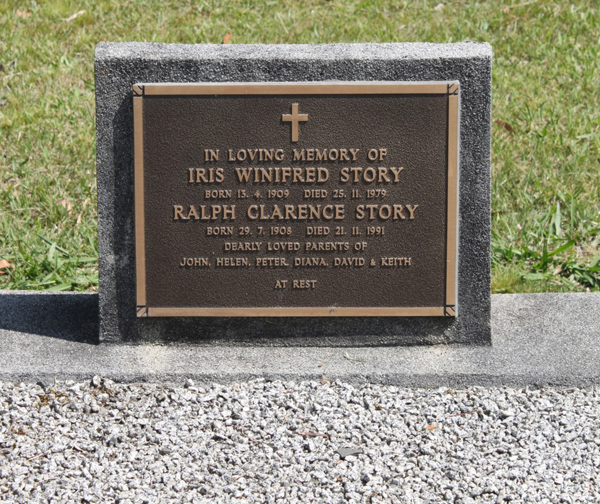 IN LOVING MEMORY OF
IRIS WINIFRED STORY
BORN 13. 4. 1909 DIED 25. 11. 1979
RALPH CLARENCE STORY
BORN 29. 7. 1908 DIED 21. 11. 1991
DEARLY LOVED PARENTS OF
JOHN, HELEN, PETER, DIANA, DAVID & KEITH
AT REST